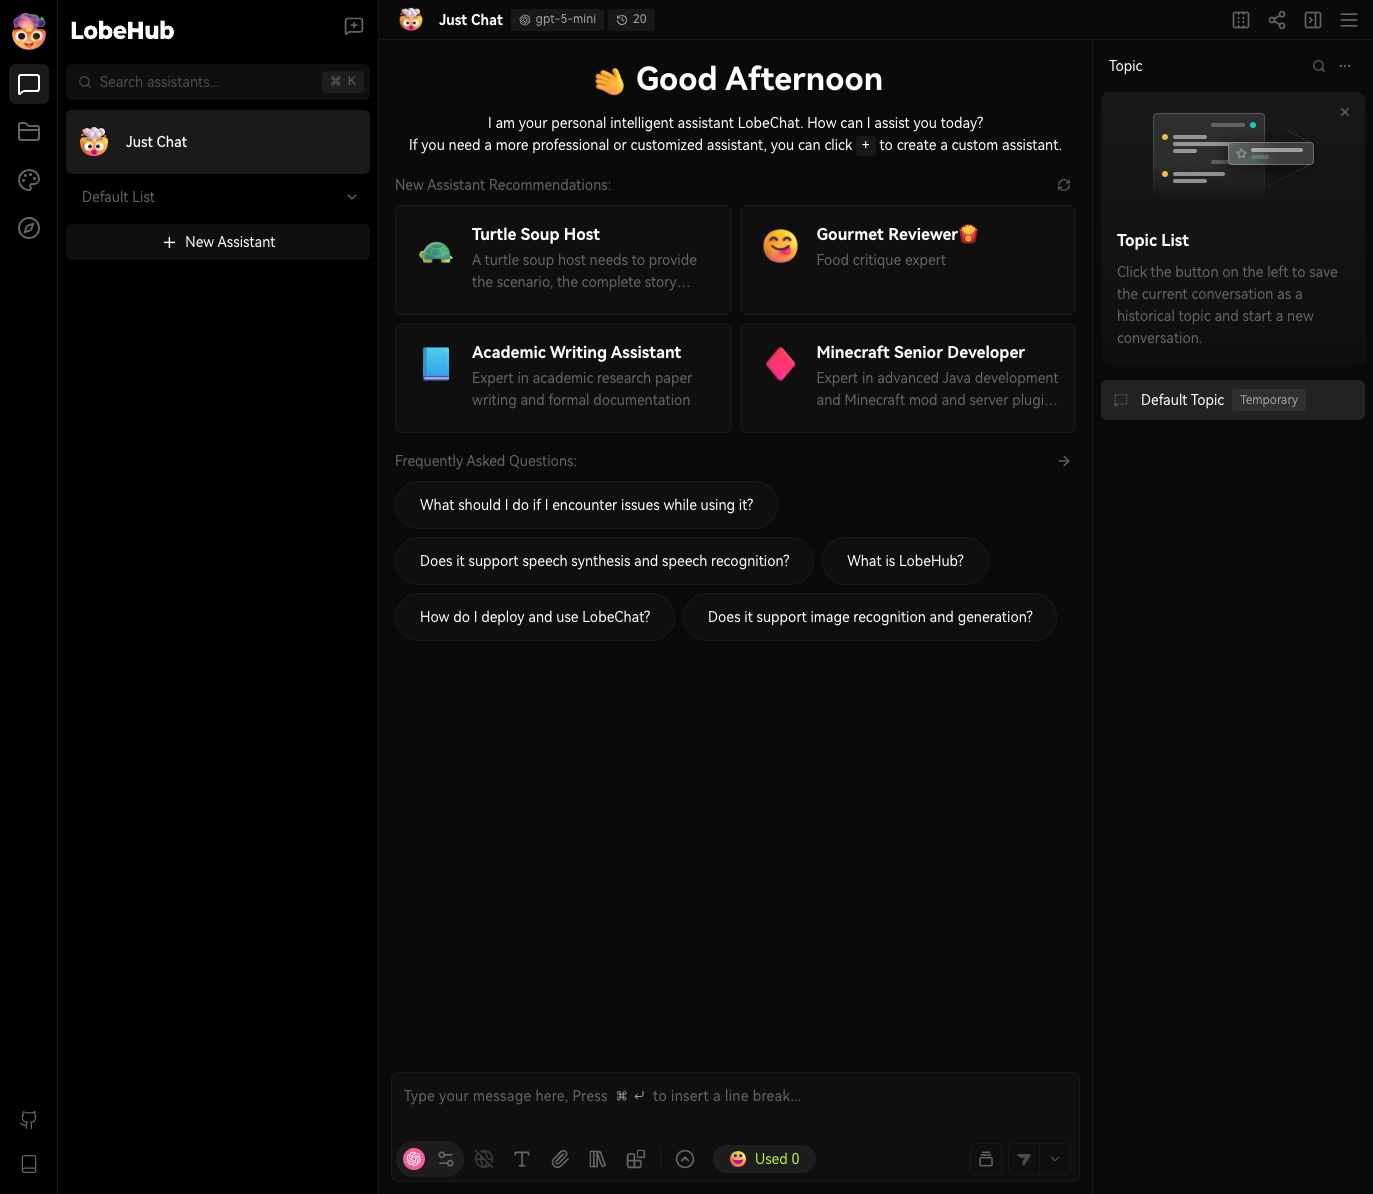 LobeHub
Search assistants...
⌘ K
Just Chat
Default List
+ New Assistant
Just Chat
gpt-5-mini
20
👋 Good Afternoon
I am your personal intelligent assistant LobeChat. How can I assist you today?
If you need a more professional or customized assistant, you can click + to create a custom assistant.
New Assistant Recommendations:
Turtle Soup Host
A turtle soup host needs to provide
the scenario, the complete story...
Gourmet Reviewer🍟
Food critique expert
Academic Writing Assistant
Expert in academic research paper
writing and formal documentation
Minecraft Senior Developer
Expert in advanced Java development
and Minecraft mod and server plugi...
Frequently Asked Questions:
What should I do if I encounter issues while using it?
Does it support speech synthesis and speech recognition?
What is LobeHub?
How do I deploy and use LobeChat?
Does it support image recognition and generation?
Type your message here, Press ⌘ ↵ to insert a line break...
Used 0
Topic
Topic List
Click the button on the left to save
the current conversation as a
historical topic and start a new
conversation.
Default Topic
Temporary